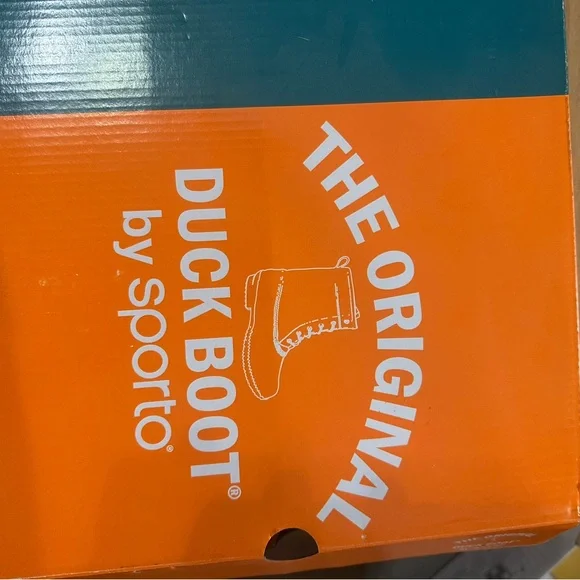 THE ORIGINAL
DUCK BOOT®
by sporto®